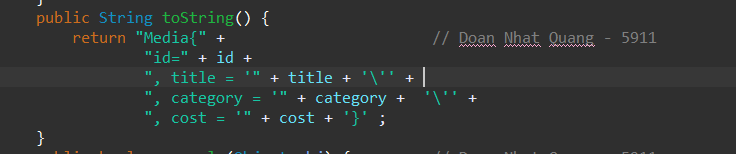 public String toString() {
return "Media{" + // Doan Nhat Quang - 5911
"id=" + id +
", title = '" + title + '\'' +
", category = '" + category + '\'' +
", cost = '" + cost + '}' ;
}